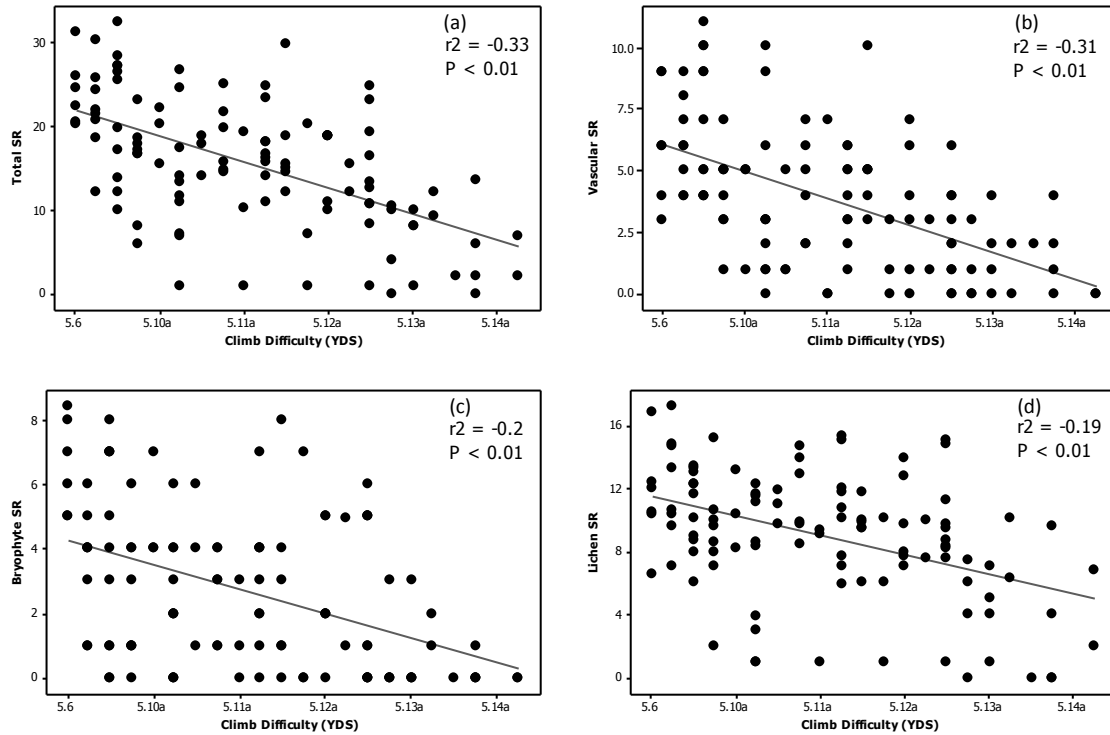 (a)
r2 = -0.33
P < 0.01
30
20
10
0
Total SR
5.6 5.10a 5.11a 5.12a 5.13a 5.14a
Climb Difficulty (YDS)
(b)
r2 = -0.31
P < 0.01
10.0
7.5
5.0
2.5
0.0
Vascular SR
5.6 5.10a 5.11a 5.12a 5.13a 5.14a
Climb Difficulty (YDS)
(c)
r2 = -0.2
P < 0.01
8
6
4
2
0
Bryophyte SR
5.6 5.10a 5.11a 5.12a 5.13a 5.14a
Climb Difficulty (YDS)
(d)
r2 = -0.19
P < 0.01
16
12
8
4
0
Lichen SR
5.6 5.10a 5.11a 5.12a 5.13a 5.14a
Climb Difficulty (YDS)